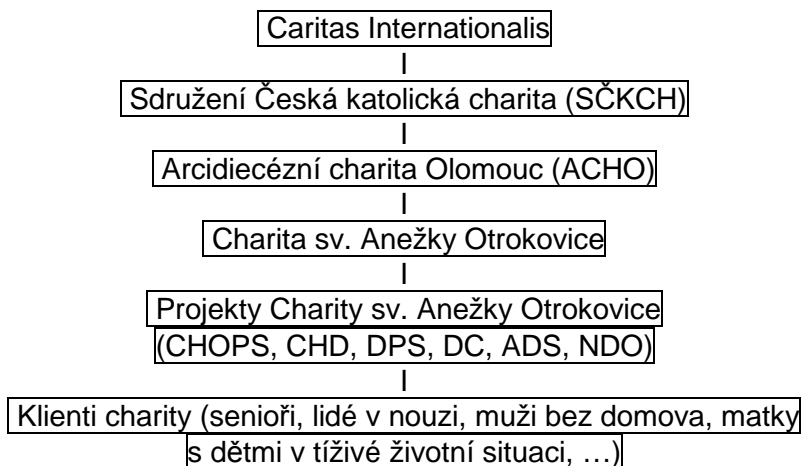 Caritas Internationalis
Sdružení Česká katolická charita (SČKCH)
Arcidiecézní charita Olomouc (ACHO)
Charita sv. Anežky Otrokovice
Projekty Charity sv. Anežky Otrokovice
(CHOPS, CHD, DPS, DC, ADS, NDO)
Klienti charity (senioři, lidé v nouzi, muži bez domova, matky
s dětmi v tíživé životní situaci, …)